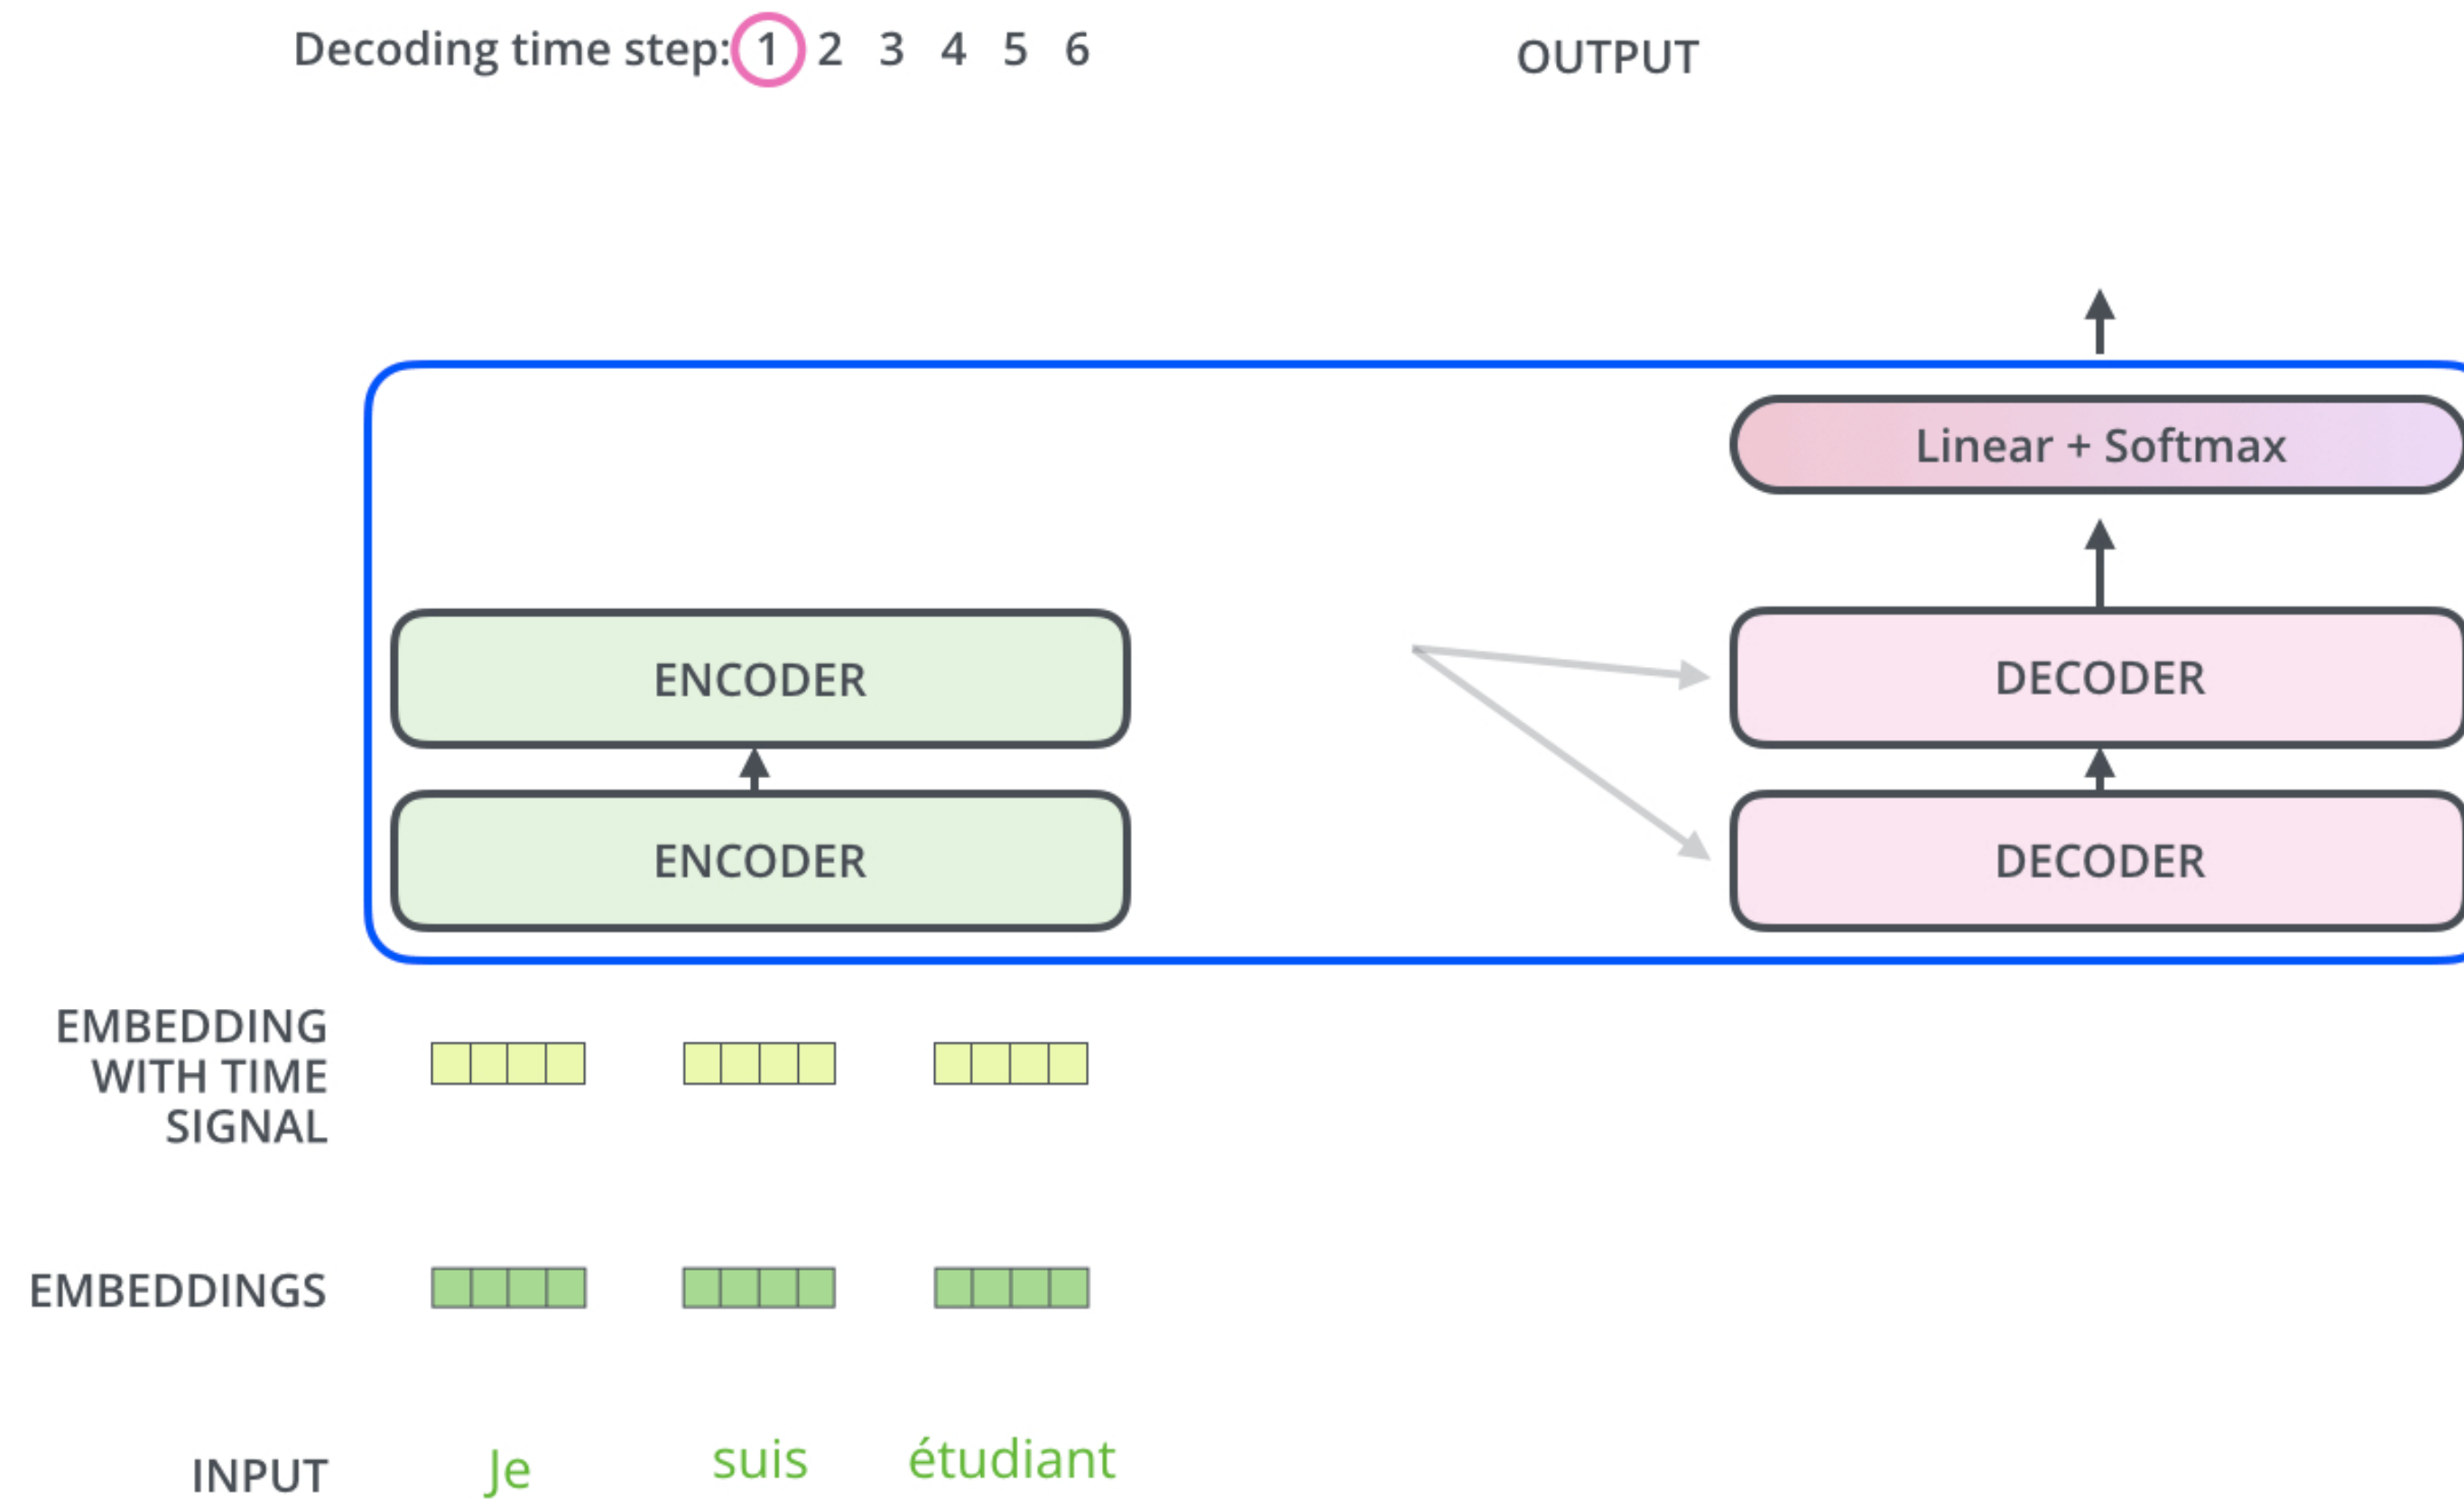 Decoding time step: 1 2 3 4 5 6
OUTPUT
Linear + Softmax
ENCODER
DECODER
ENCODER
DECODER
EMBEDDING
WITH TIME
SIGNAL
EMBEDDINGS
INPUT
Je suis étudiant